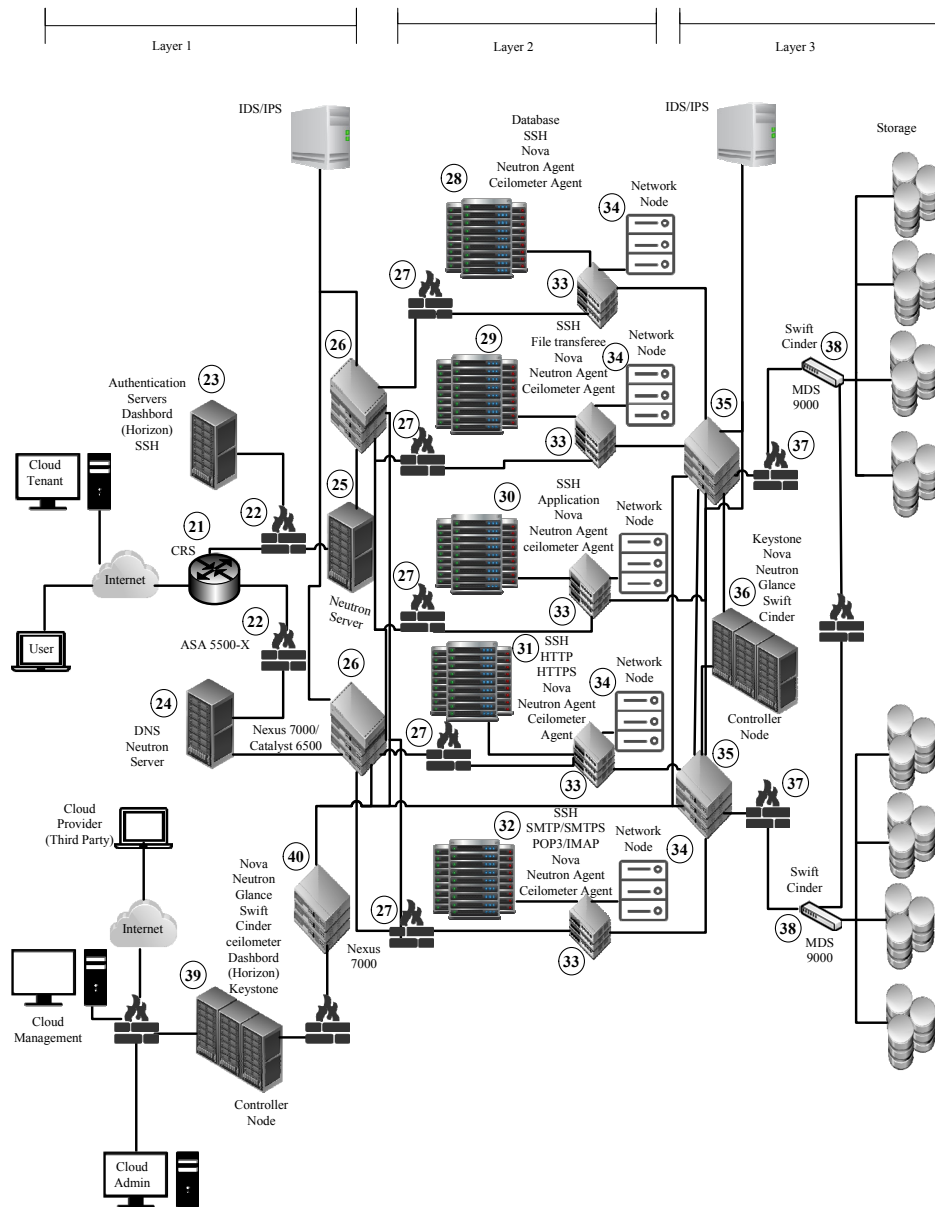 Layer 1
Layer 2
Layer 3
IDS/IPS
IDS/IPS
Storage
Database
SSH
Nova
Neutron Agent
Ceilometer Agent
28
34
Network
Node
27
33
SSH
File transferee
Nova
Neutron Agent
Ceilometer Agent
29
34
Network
Node
26
27
33
35
Swift
Cinder
38
MDS
9000
37
Authentication
Servers
Dashbord
(Horizon)
SSH
23
Cloud
Tenant
21
CRS
22
25
Neutron
Server
Internet
User
ASA 5500-X
22
30
SSH
Application
Nova
Neutron Agent
ceilometer Agent
Network
Node
27
33
Keystone
Nova
Neutron
Glance
Swift
Cinder
36
Controller
Node
24
DNS
Neutron
Server
Nexus 7000/
Catalyst 6500
26
31
SSH
HTTP
HTTPS
Nova
Neutron Agent
Ceilometer
Agent
34
Network
Node
27
33
35
37
Cloud
Provider
(Third Party)
Internet
40
Nova
Neutron
Glance
Swift
Cinder
ceilometer
Dashbord
(Horizon)
Keystone
39
Nexus
7000
32
SSH
SMTP/SMTPS
POP3/IMAP
Nova
Neutron Agent
Ceilometer Agent
Network
Node
34
27
33
Swift
Cinder
38
MDS
9000
Cloud
Management
Controller
Node
Cloud
Admin